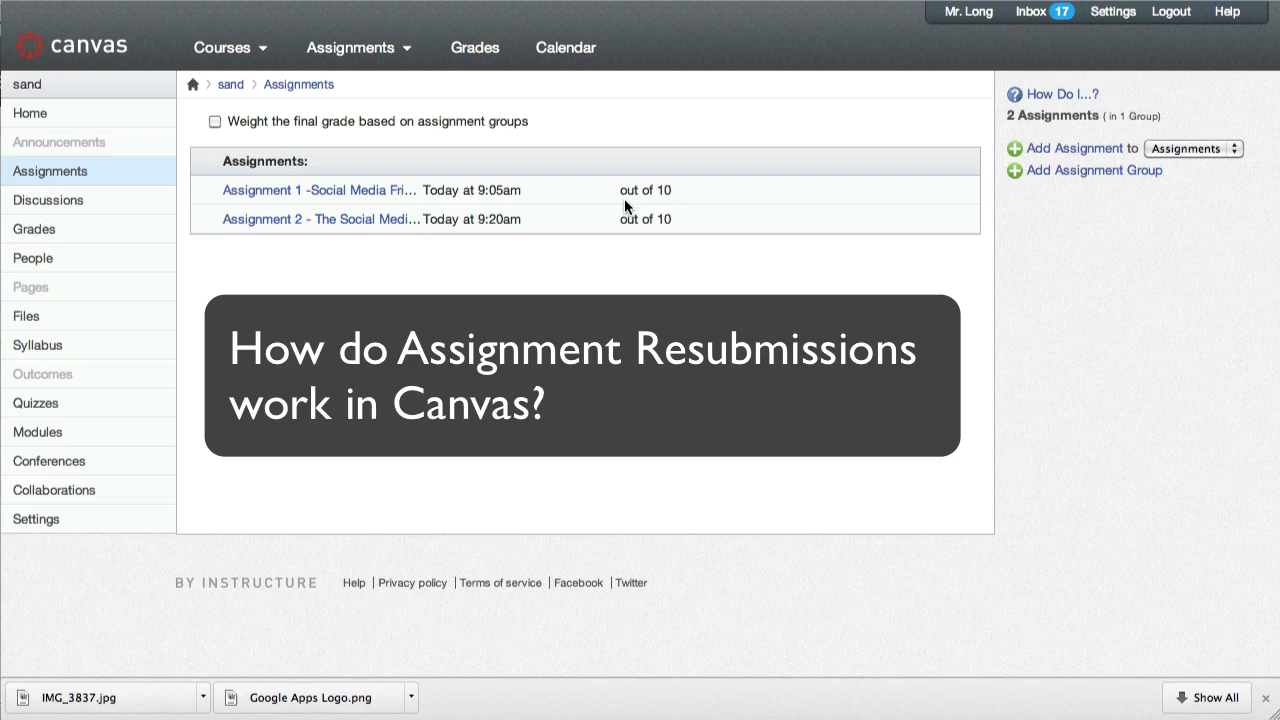 Mr. Long Inbox 17 Settings Logout Help
canvas Courses Assignments Grades Calendar
sand
Home
Announcements
Assignments
Discussions
Grades
People
Pages
Files
Syllabus
Outcomes
Quizzes
Modules
Conferences
Collaborations
Settings
sand Assignments
Weight the final grade based on assignment groups
Assignments:
Assignment 1 -Social Media Fri... Today at 9:05am out of 10
Assignment 2 - The Social Medi... Today at 9:20am out of 10
How do Assignment Resubmissions
work in Canvas?
? How Do I...?
2 Assignments ( in 1 Group)
Add Assignment to Assignments
Add Assignment Group
BY INSTRUCTURE Help | Privacy policy | Terms of service | Facebook | Twitter
IMG_3837.jpg Google Apps Logo.png Show All ×